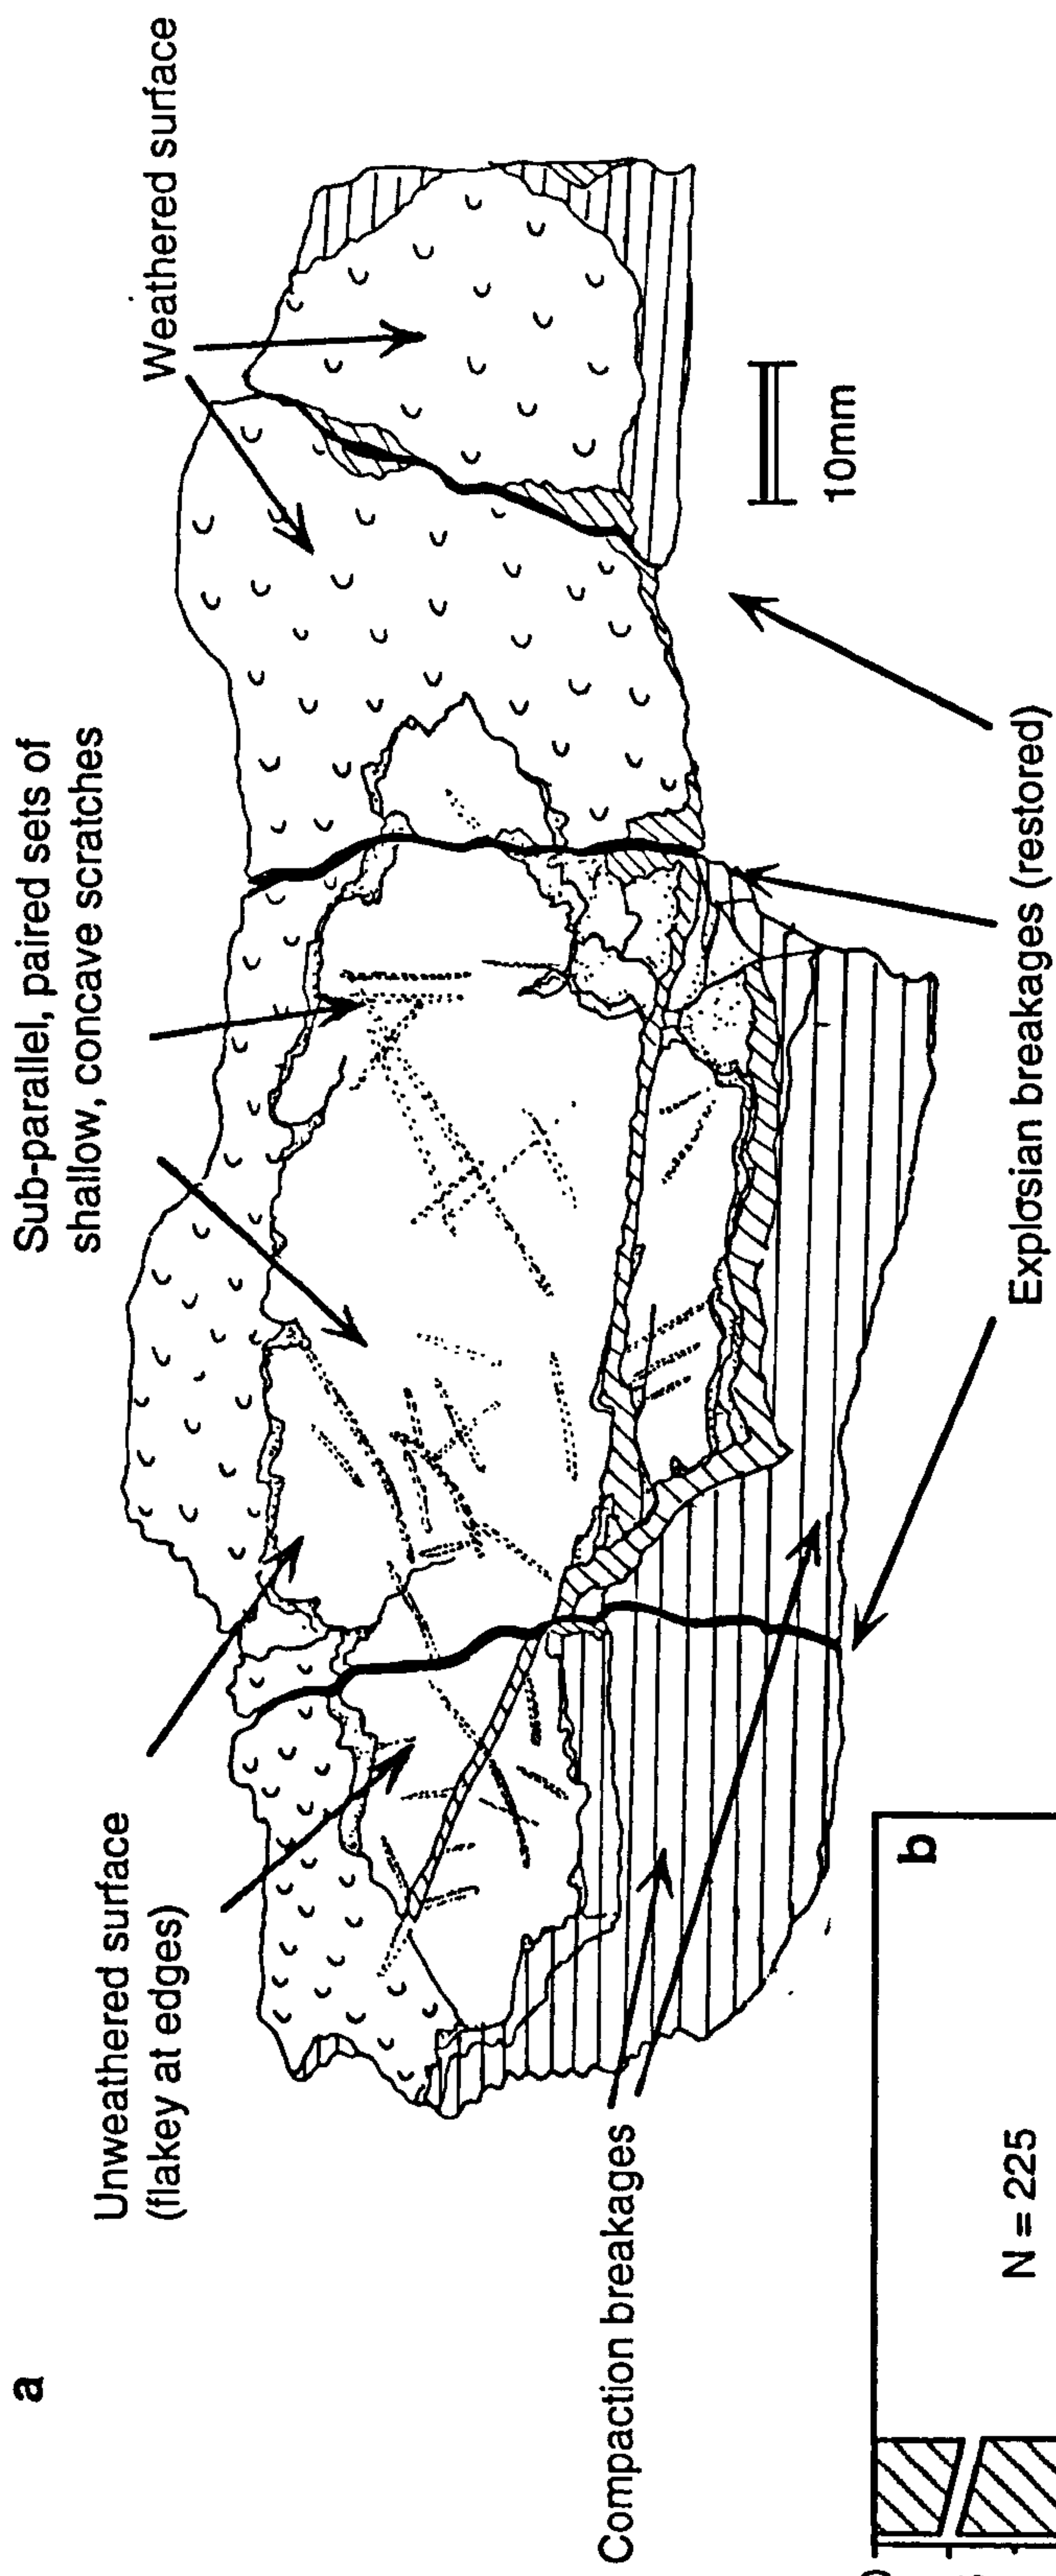 a
Sub-parallel, paired sets of
shallow, concave scratches
Weathered surface
Unweathered surface
(flakey at edges)
Compaction breakages
10mm
Explosian breakages (restored)
b
N = 225